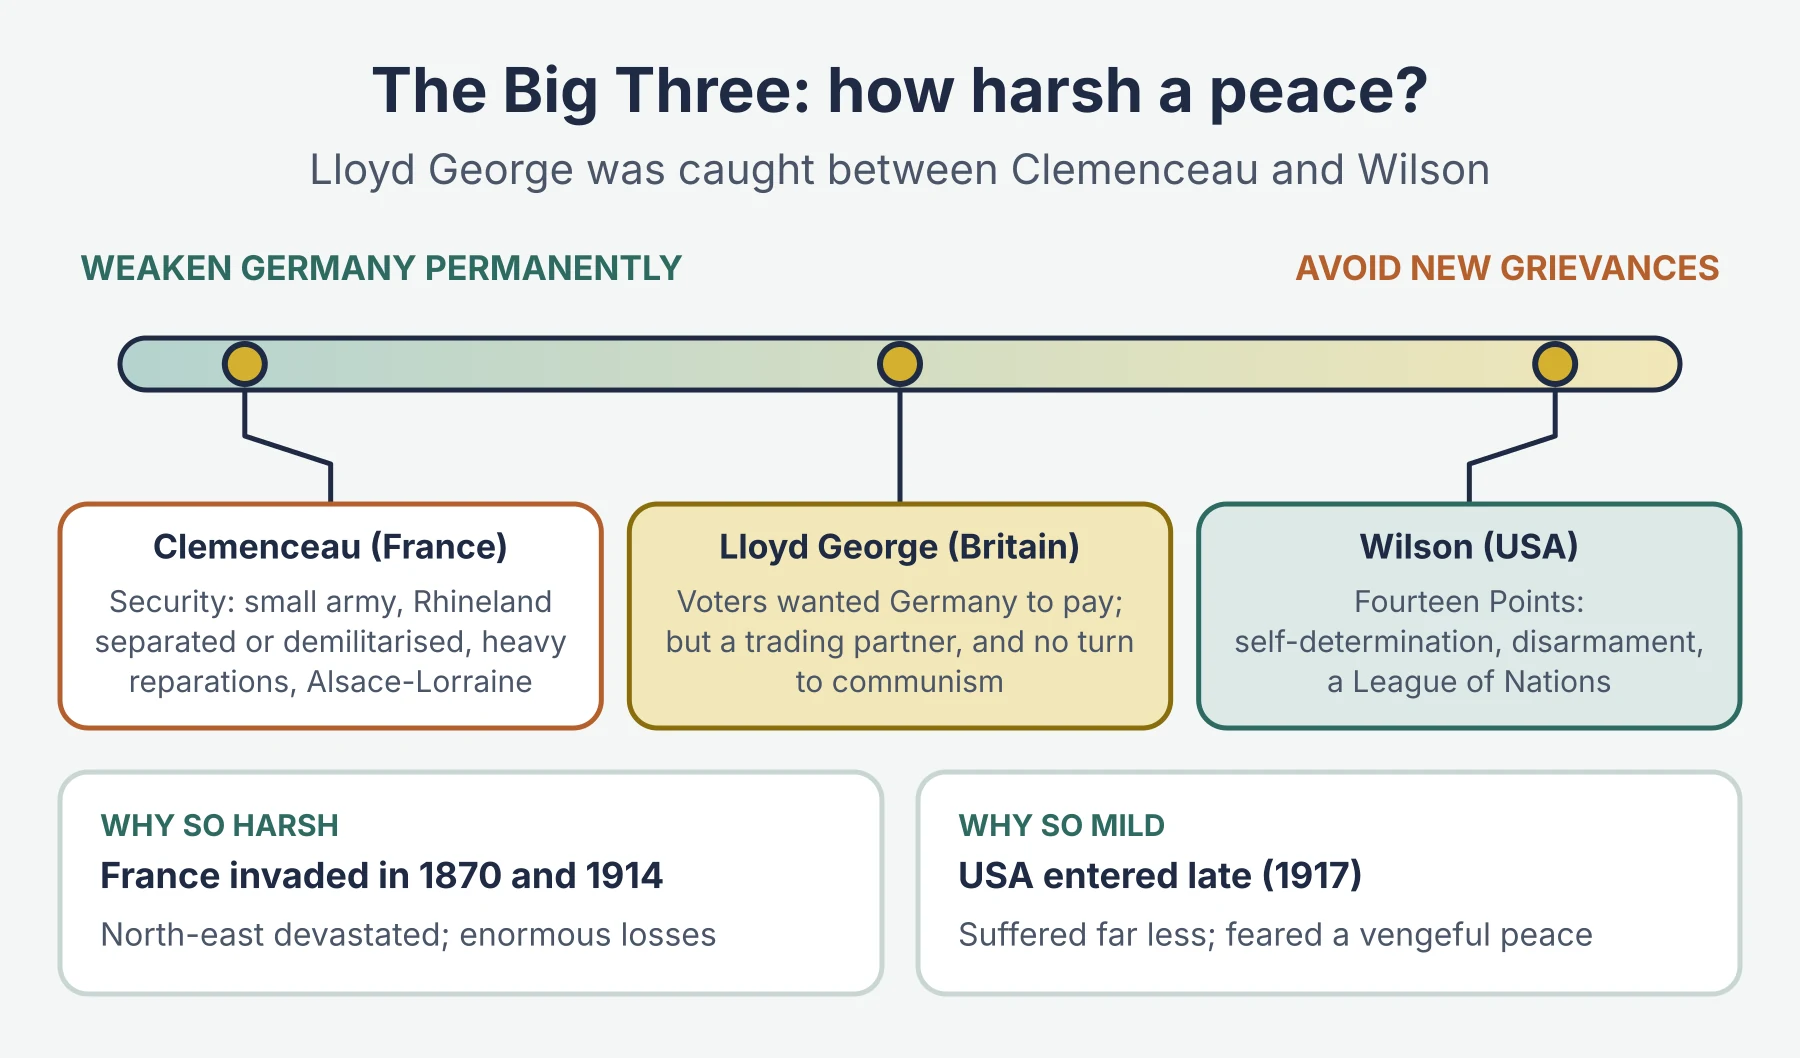 The Big Three: how harsh a peace?
Lloyd George was caught between Clemenceau and Wilson
WEAKEN GERMANY PERMANENTLY
AVOID NEW GRIEVANCES
Clemenceau (France)
Security: small army, Rhineland
separated or demilitarised, heavy
reparations, Alsace-Lorraine
Lloyd George (Britain)
Voters wanted Germany to pay;
but a trading partner, and no turn
to communism
Wilson (USA)
Fourteen Points:
self-determination, disarmament,
a League of Nations
WHY SO HARSH
France invaded in 1870 and 1914
North-east devastated; enormous losses
WHY SO MILD
USA entered late (1917)
Suffered far less; feared a vengeful peace